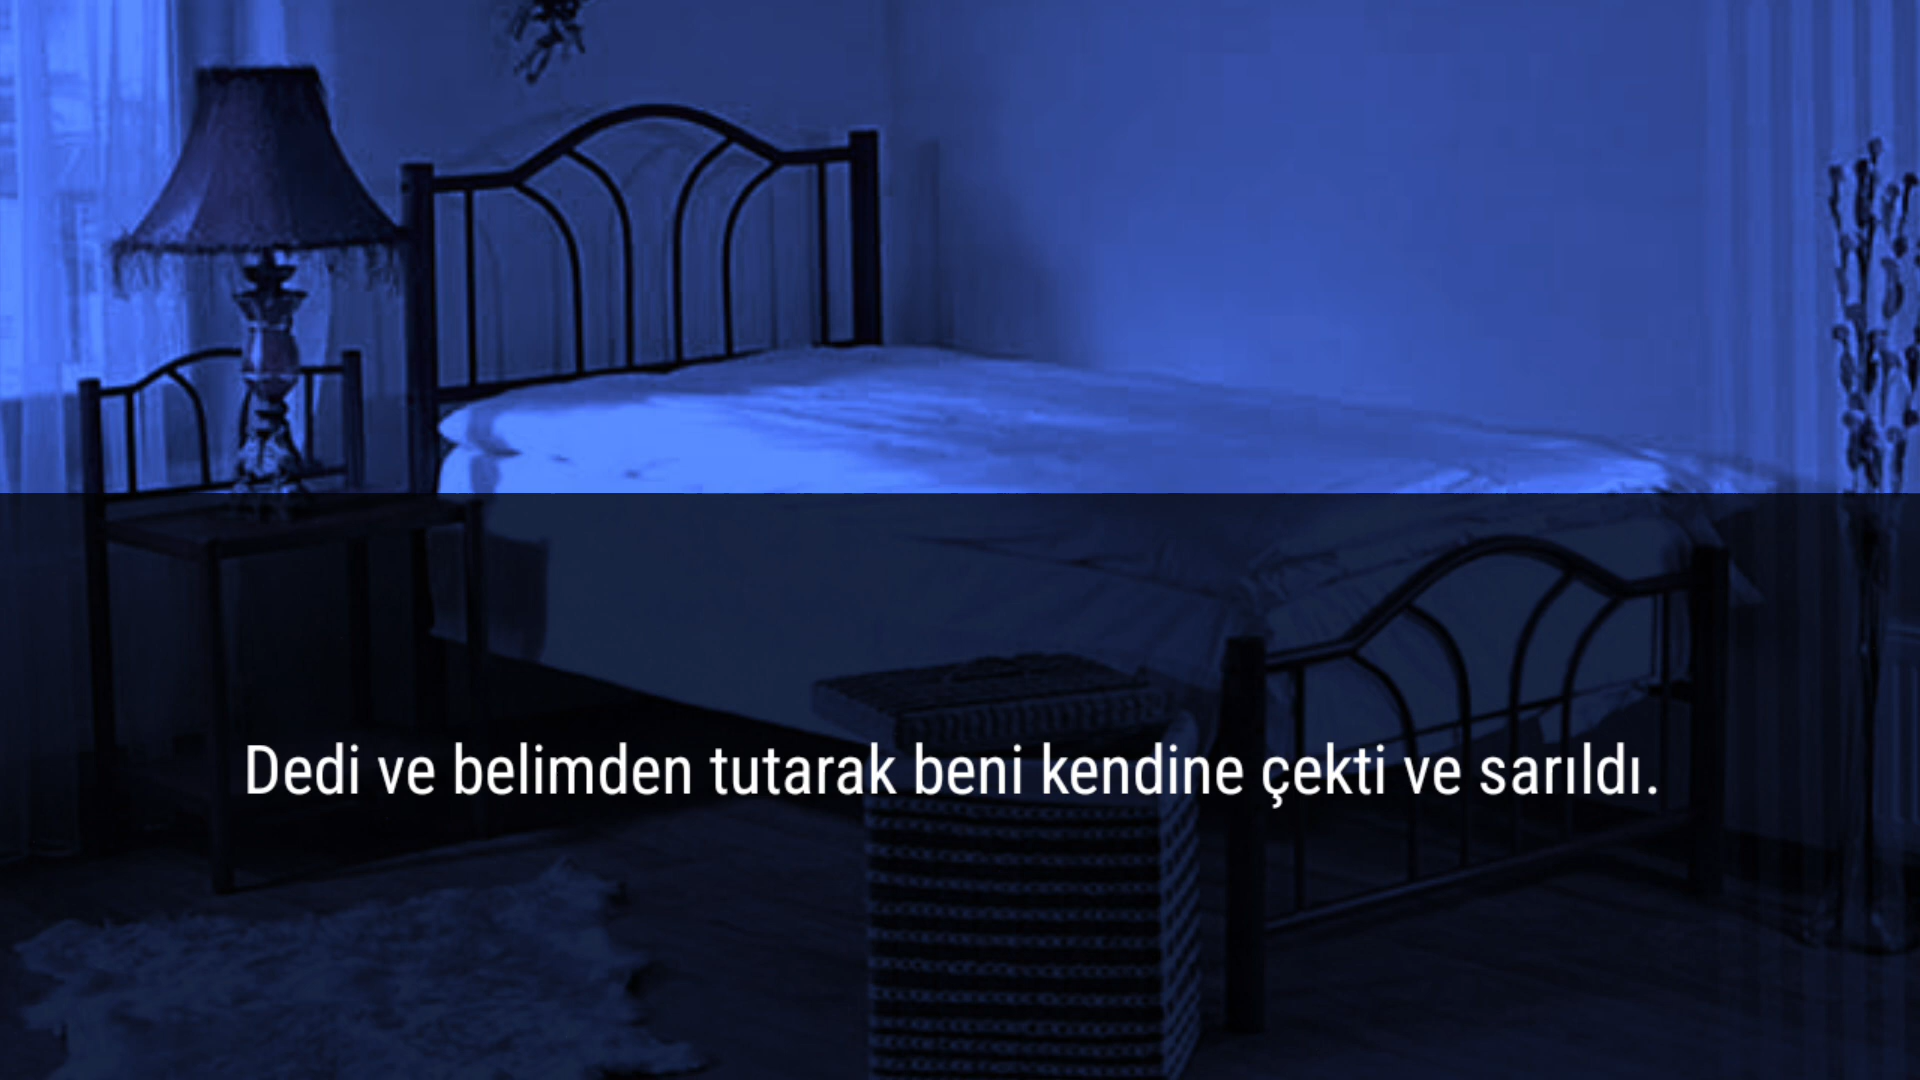 Dedi ve belimden tutarak beni kendine çekti ve sarıldı.